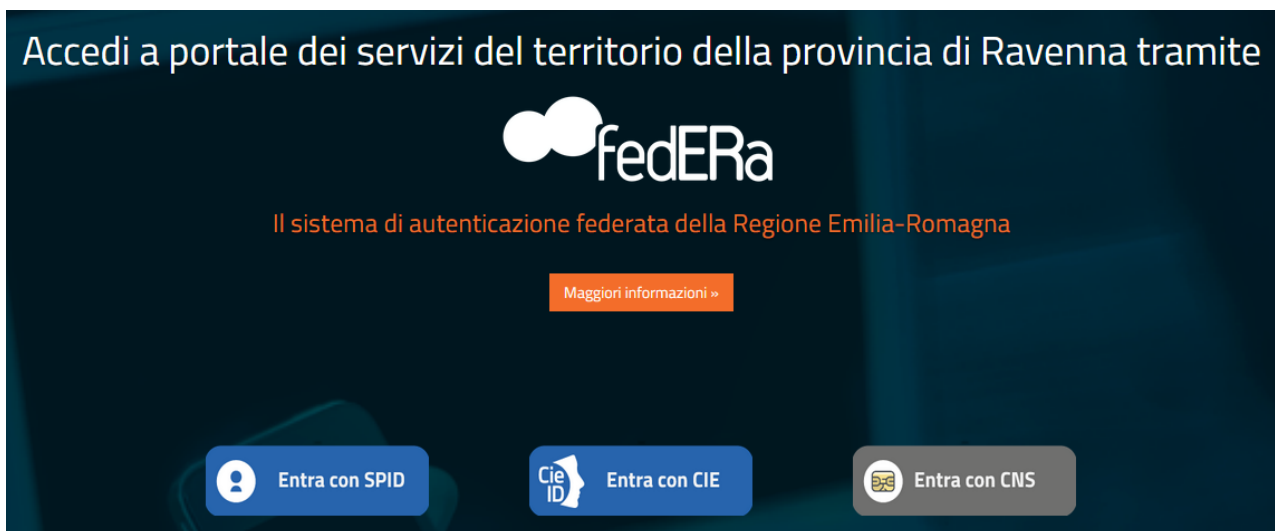 Accedi a portale dei servizi del territorio della provincia di Ravenna tramite
fedERa
Il sistema di autenticazione federata della Regione Emilia-Romagna
Maggiori informazioni »
Entra con SPID
Cie ID
Entra con CIE
Entra con CNS